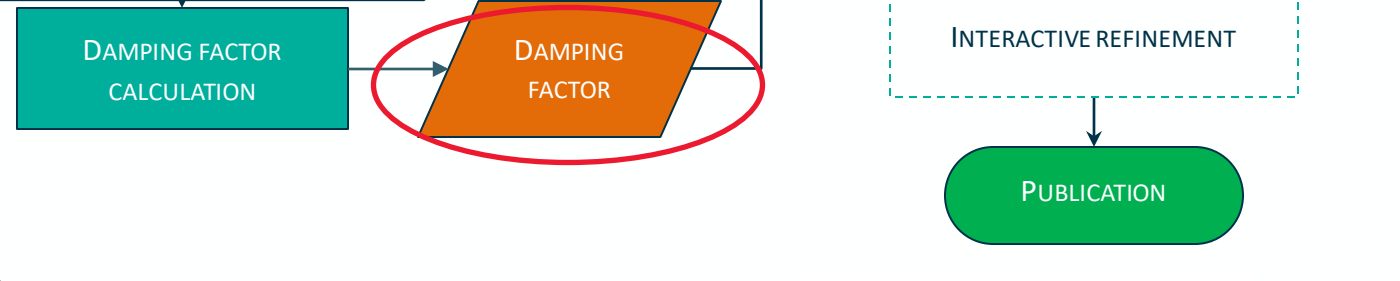 DAMPING FACTOR
CALCULATION
DAMPING
FACTOR
INTERACTIVE REFINEMENT
PUBLICATION